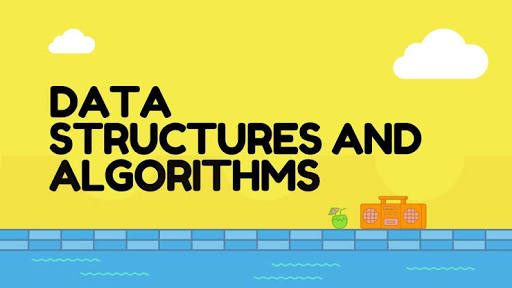 DATA
STRUCTURES AND
ALGORITHMS